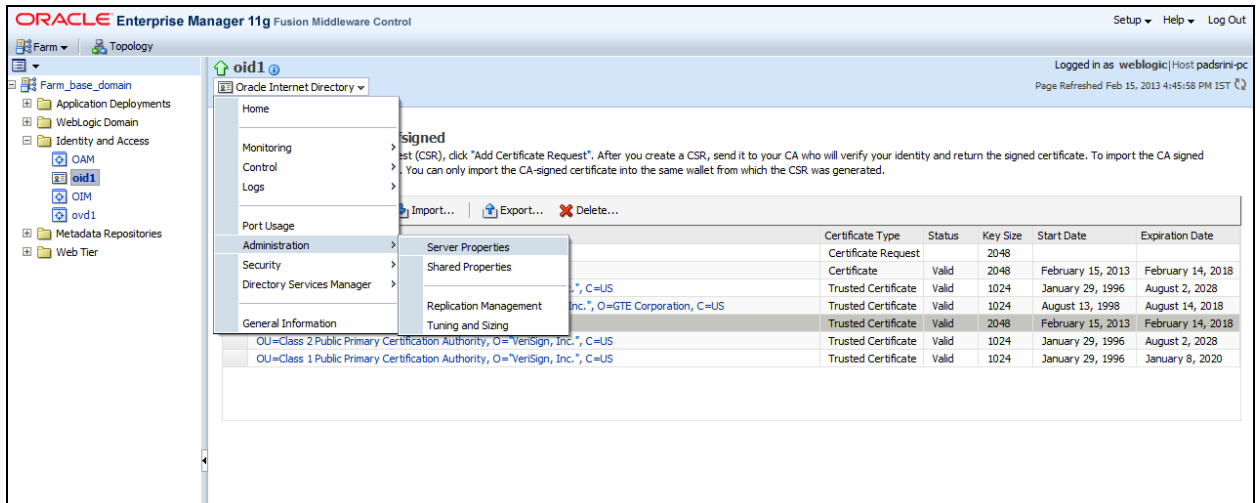 ORACLE Enterprise Manager 11g Fusion Middleware Control
Setup Help Log Out
Farm Topology
oid1
Logged in as weblogic|Host padsrini-pc
Oracle Internet Directory
Page Refreshed Feb 15, 2013 4:45:58 PM IST
Farm_base_domain
Application Deployments
WebLogic Domain
Identity and Access
OAM
oid1
OIM
ovd1
Metadata Repositories
Web Tier
Home
Monitoring
Control
Logs
Port Usage
Administration
Security
Directory Services Manager
General Information
Server Properties
Shared Properties
Replication Management
Tuning and Sizing
fsigned
est (CSR), click "Add Certificate Request". After you create a CSR, send it to your CA who will verify your identity and return the signed certificate. To import the CA signed
. You can only import the CA-signed certificate into the same wallet from which the CSR was generated.
Import... Export... Delete...
Certificate Type Status Key Size Start Date Expiration Date
Certificate Request 2048
Certificate Valid 2048 February 15, 2013 February 14, 2018
.", C=US Trusted Certificate Valid 1024 January 29, 1996 August 2, 2028
Inc.", O=GTE Corporation, C=US Trusted Certificate Valid 1024 August 13, 1998 August 14, 2018
Trusted Certificate Valid 2048 February 15, 2013 February 14, 2018
OU=Class 2 Public Primary Certification Authority, O="VeriSign, Inc.", C=US Trusted Certificate Valid 1024 January 29, 1996 August 2, 2028
OU=Class 1 Public Primary Certification Authority, O="VeriSign, Inc.", C=US Trusted Certificate Valid 1024 January 29, 1996 January 8, 2020